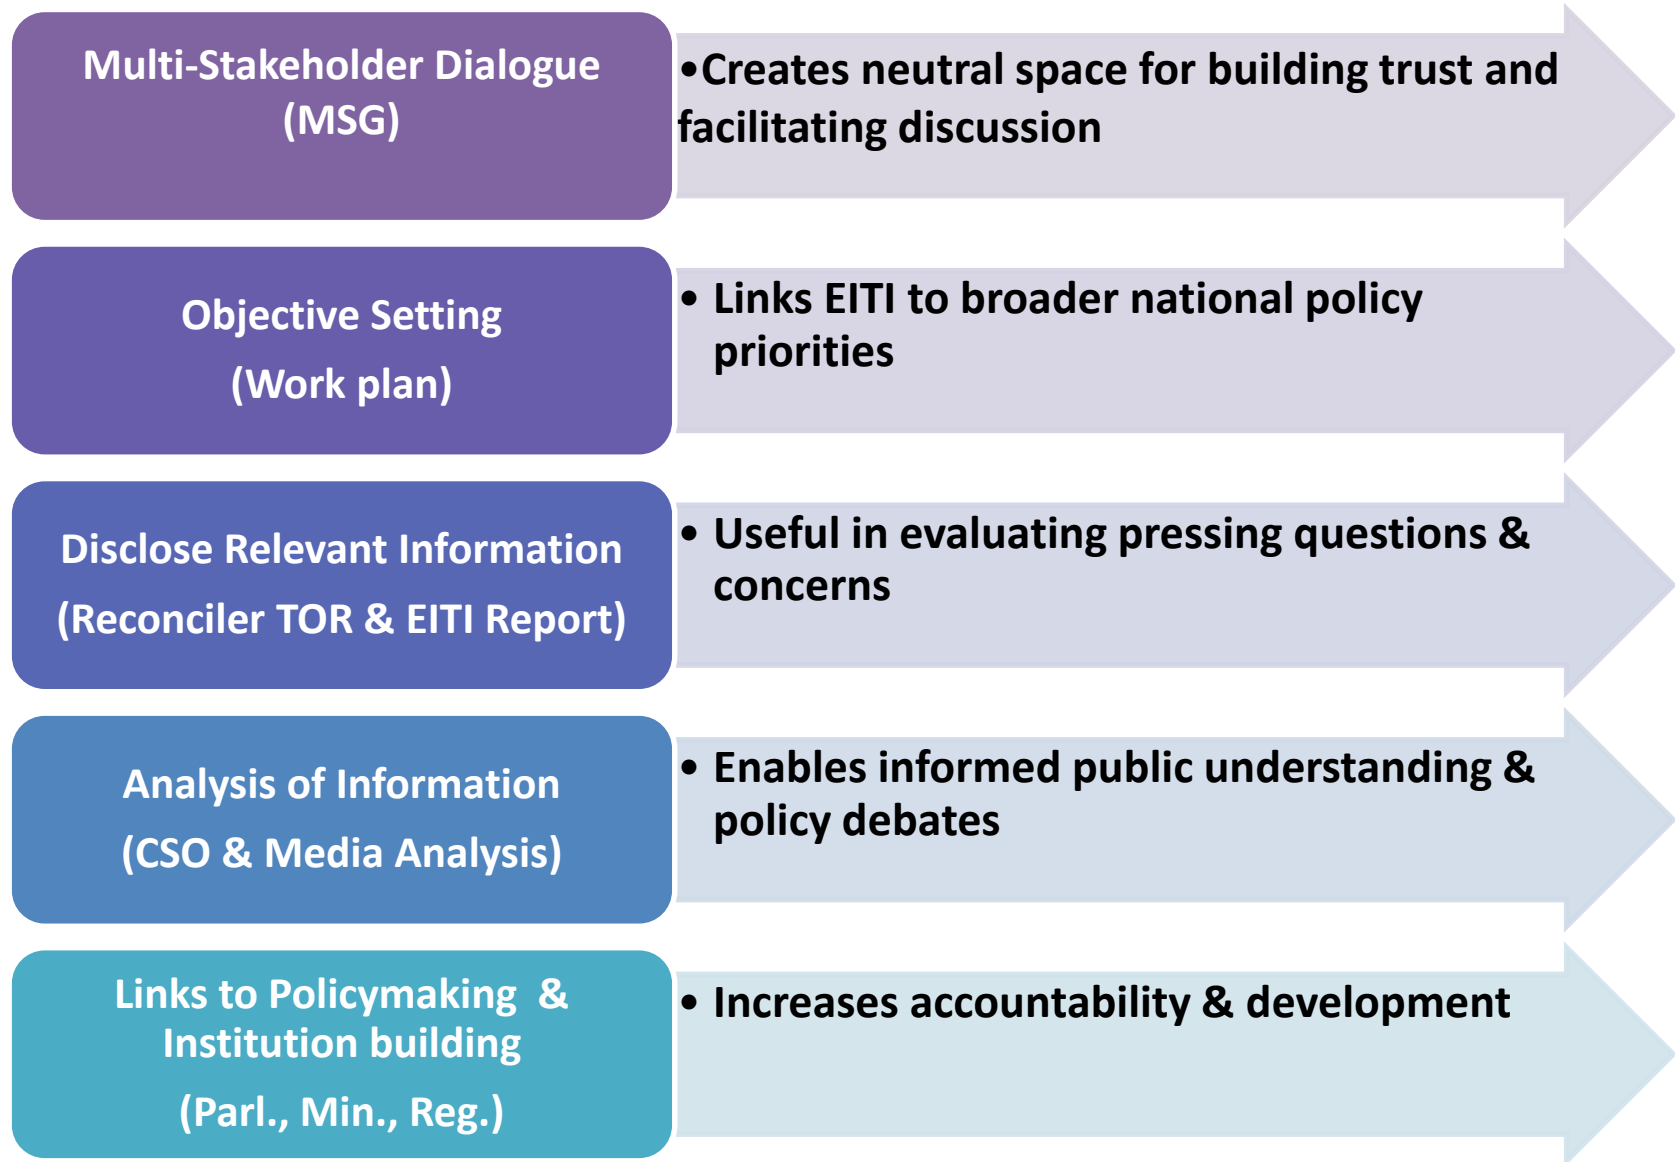 Multi-Stakeholder Dialogue
(MSG)
•Creates neutral space for building trust and
facilitating discussion
Objective Setting
(Work plan)
• Links EITI to broader national policy
priorities
Disclose Relevant Information
(Reconciler TOR & EITI Report)
• Useful in evaluating pressing questions &
concerns
Analysis of Information
(CSO & Media Analysis)
• Enables informed public understanding &
policy debates
Links to Policymaking &
Institution building
(Parl., Min., Reg.)
• Increases accountability & development